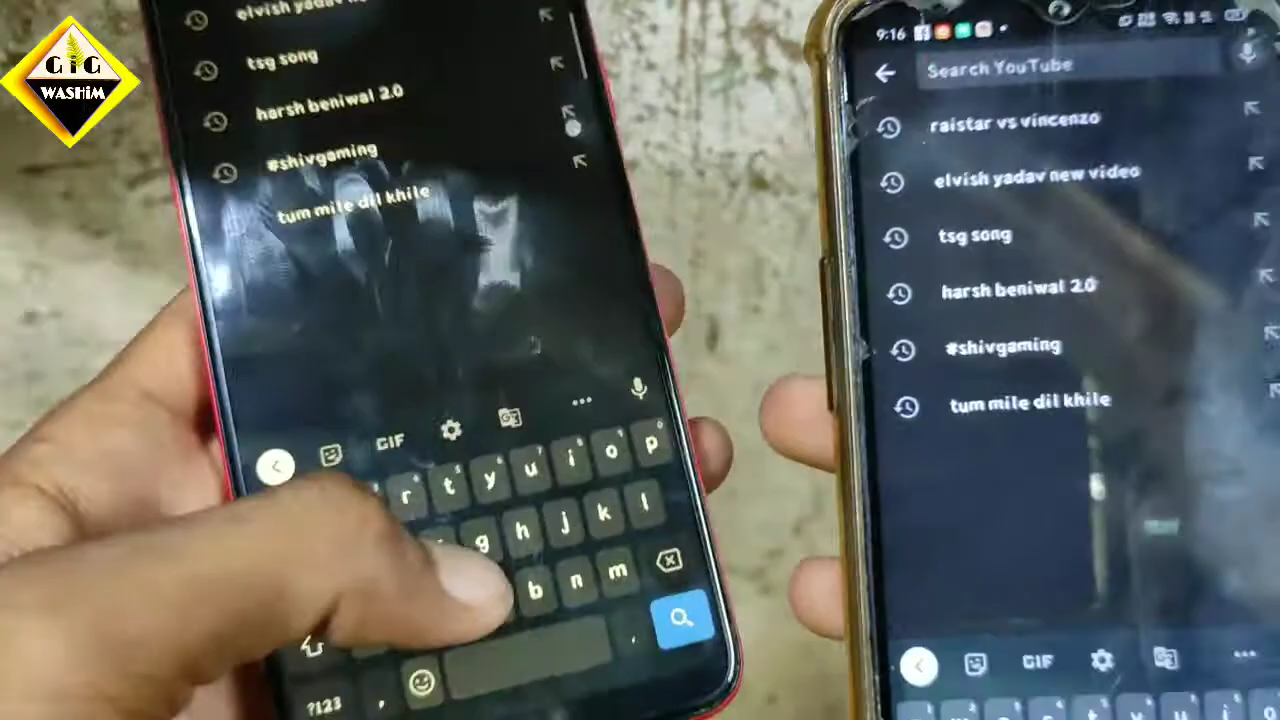 GiG
WASHiM
elvish yadav ne
tsg song
harsh beniwal 2.0
#shivgaming
tum mile dil khile
GIF
r t y u i o p
g h j k l
b n m
,
?123 ,
9:16
Search YouTube
raistar vs vincenzo
elvish yadav new video
tsg song
harsh beniwal 2.0
#shivgaming
tum mile dil khile
GIF